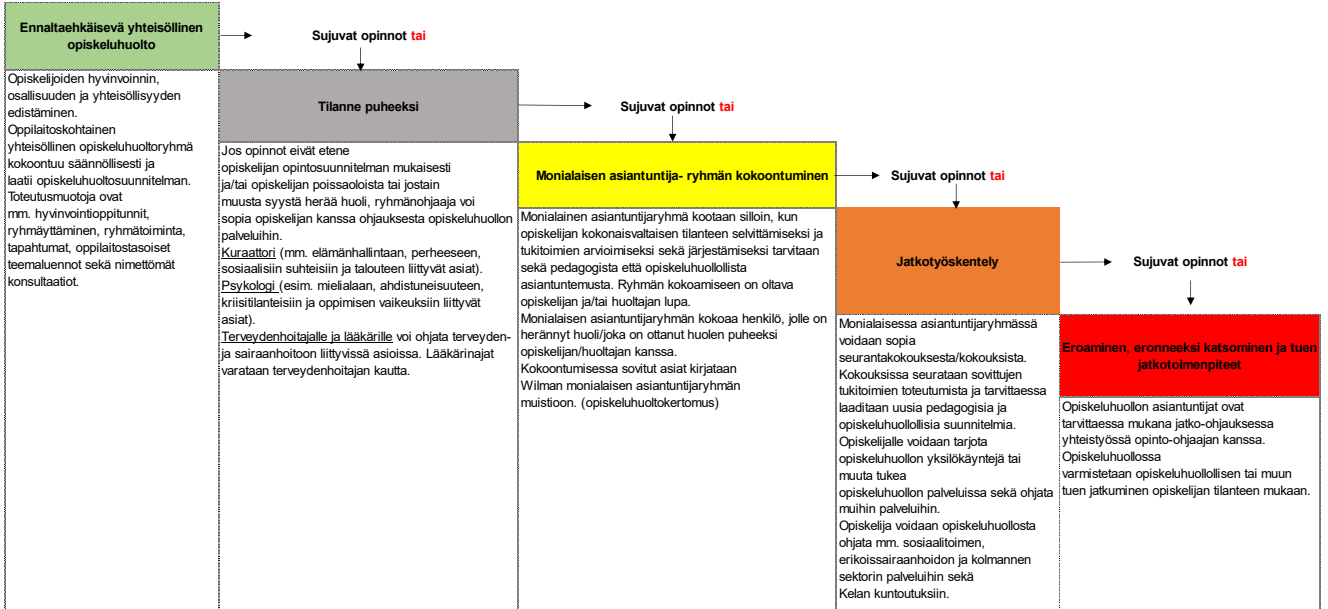 Ennaltaehkäisevä yhteisöllinen
opiskeluhuolto
Sujuvat opinnot tai
Opiskelijoiden hyvinvoinnin,
osallisuuden ja yhteisöllisyyden
edistäminen.
Oppilaitoskohtainen
yhteisöllinen opiskeluhuoltoryhmä
kokoontuu säännöllisesti ja
laatii opiskeluhuoltosuunnitelman.
Toteutusmuotoja ovat
mm. hyvinvointioppitunnit,
ryhmäyttäminen, ryhmätoiminta,
tapahtumat, oppilaitostasoiset
teemaluennot sekä nimettömät
konsultaatiot.
Tilanne puheeksi
Sujuvat opinnot tai
Jos opinnot eivät etene
opiskelijan opintosuunnitelman mukaisesti
ja/tai opiskelijan poissaoloista tai jostain
muusta syystä herää huoli, ryhmänohjaaja voi
sopia opiskelijan kanssa ohjauksesta opiskeluhuollon
palveluihin.
Kuraattori (mm. elämänhallintaan, perheeseen,
sosiaalisiin suhteisiin ja talouteen liittyvät asiat).
Psykologi (esim. mielialaan, ahdistuneisuuteen,
kriisitilanteisiin ja oppimisen vaikeuksiin liittyvät
asiat).
Terveydenhoitajalle ja lääkärille voi ohjata terveyden-
ja sairaanhoitoon liittyvissä asioissa. Lääkärinajat
varataan terveydenhoitajan kautta.
Monialaisen asiantuntija- ryhmän kokoontuminen
Sujuvat opinnot tai
Monialainen asiantuntijaryhmä kootaan silloin, kun
opiskelijan kokonaisvaltaisen tilanteen selvittämiseksi ja
tukitoimien arvioimiseksi sekä järjestämiseksi tarvitaan
sekä pedagogista että opiskeluhuollollista
asiantuntemusta. Ryhmän kokoamiseen on oltava
opiskelijan ja/tai huoltajan lupa.
Monialaisen asiantuntijaryhmän kokoaa henkilö, jolle on
herännyt huoli/joka on ottanut huolen puheeksi
opiskelijan/huoltajan kanssa.
Kokoontumisessa sovitut asiat kirjataan
Wilman monialaisen asiantuntijaryhmän
muistioon. (opiskeluhuoltokertomus)
Jatkotyöskentely
Sujuvat opinnot tai
Monialaisessa asiantuntijaryhmässä
voidaan sopia
seurantakokouksesta/kokouksista.
Kokouksissa seurataan sovittujen
tukitoimien toteutumista ja tarvittaessa
laaditaan uusia pedagogisia ja
opiskeluhuollollisia suunnitelmia.
Opiskelijalle voidaan tarjota
opiskeluhuollon yksilökäyntejä tai
muuta tukea
opiskeluhuollon palveluissa sekä ohjata
muihin palveluihin.
Opiskelija voidaan opiskeluhuollosta
ohjata mm. sosiaalitoimen,
erikoissairaanhoidon ja kolmannen
sektorin palveluihin sekä
Kelan kuntoutuksiin.
Eroaminen, eronneeksi katsominen ja tuen
jatkotoimenpiteet
Opiskeluhuollon asiantuntijat ovat
tarvittaessa mukana jatko-ohjauksessa
yhteistyössä opinto-ohjaajan kanssa.
Opiskeluhuollossa
varmistetaan opiskeluhuollollisen tai muun
tuen jatkuminen opiskelijan tilanteen mukaan.